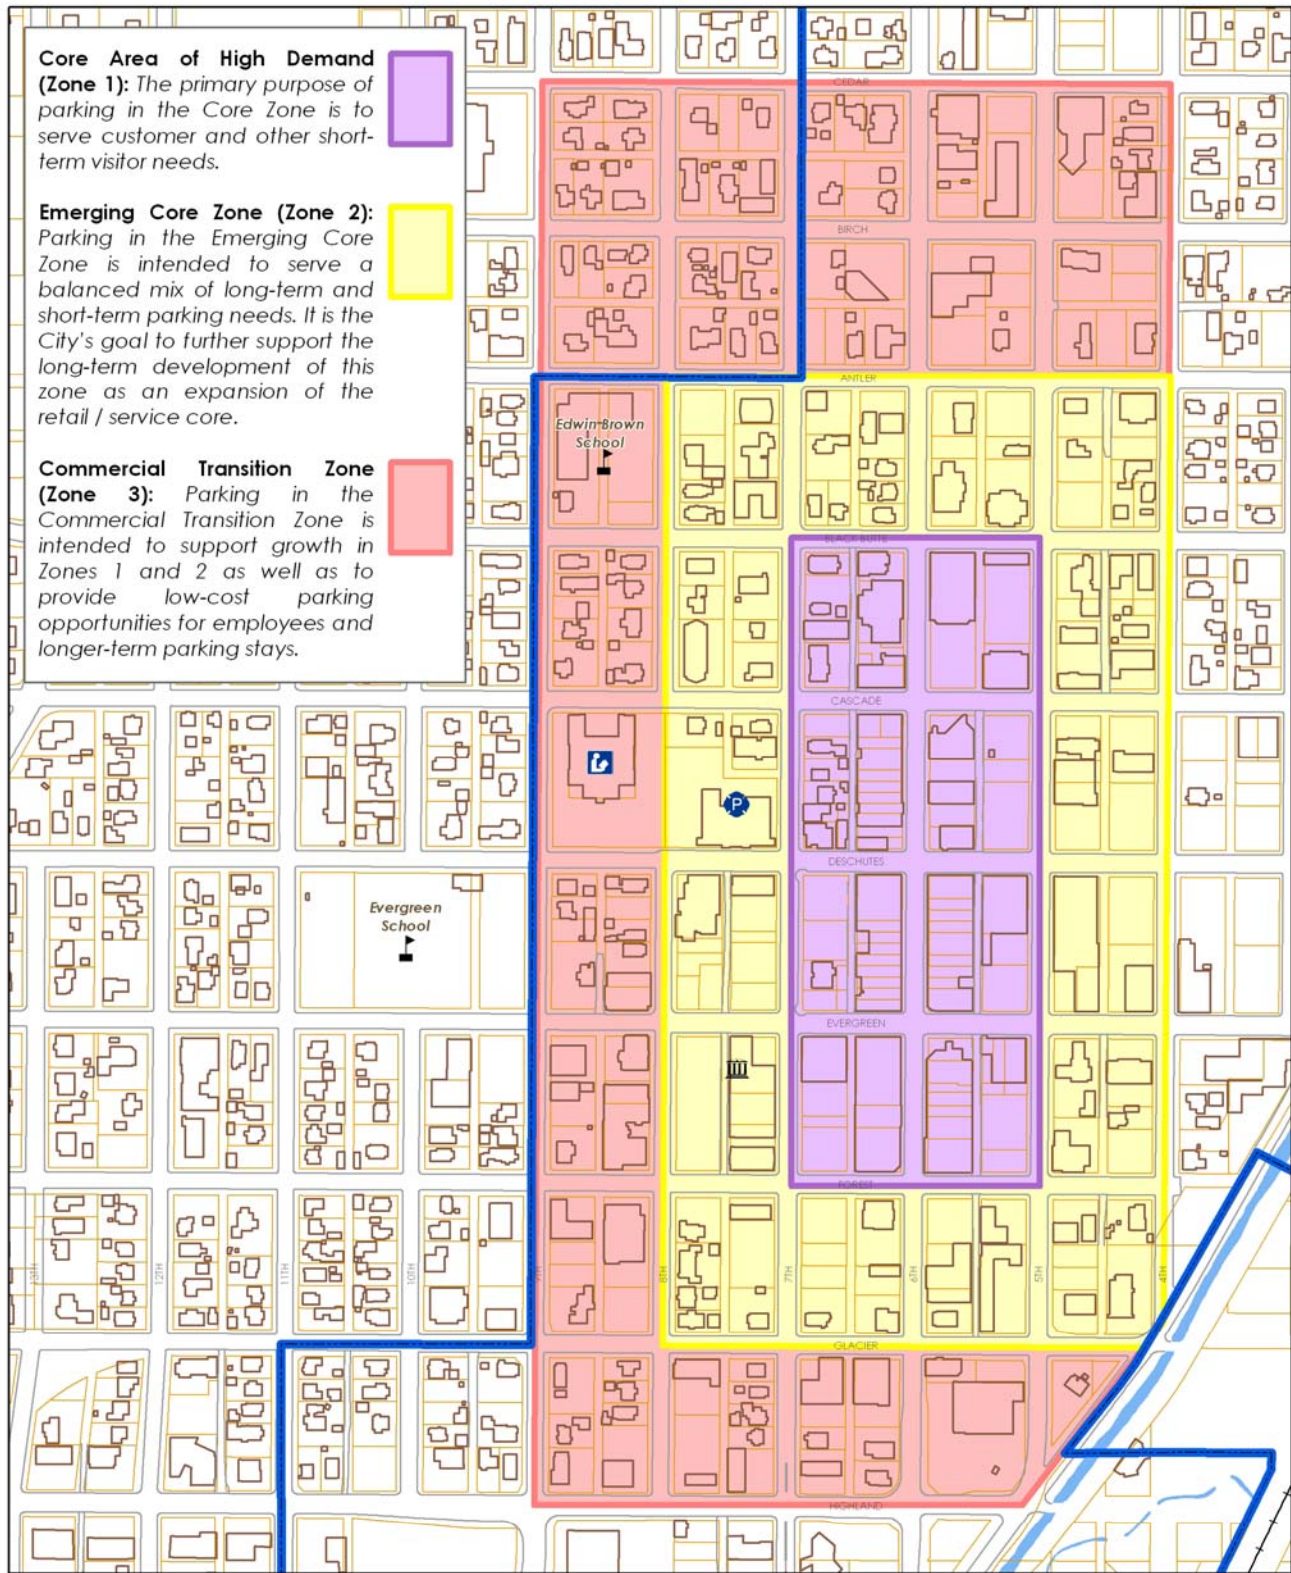 Core Area of High Demand
(Zone 1): The primary purpose of
parking in the Core Zone is to
serve customer and other short-
term visitor needs.
Emerging Core Zone (Zone 2):
Parking in the Emerging Core
Zone is intended to serve a
balanced mix of long-term and
short-term parking needs. It is the
City's goal to further support the
long-term development of this
zone as an expansion of the
retail / service core.
Commercial Transition Zone
(Zone 3): Parking in the
Commercial Transition Zone is
intended to support growth in
Zones 1 and 2 as well as to
provide low-cost parking
opportunities for employees and
longer-term parking stays.
CEDAR
BIRCH
ANTLER
Edwin Brown
School
BLACK BUTTE
CASCADE
P
DESCHUTES
Evergreen
School
EVERGREEN
FOREST
13TH
12TH
11TH
10TH
9TH
8TH
7TH
6TH
5TH
4TH
GLACIER
HIGHLAND